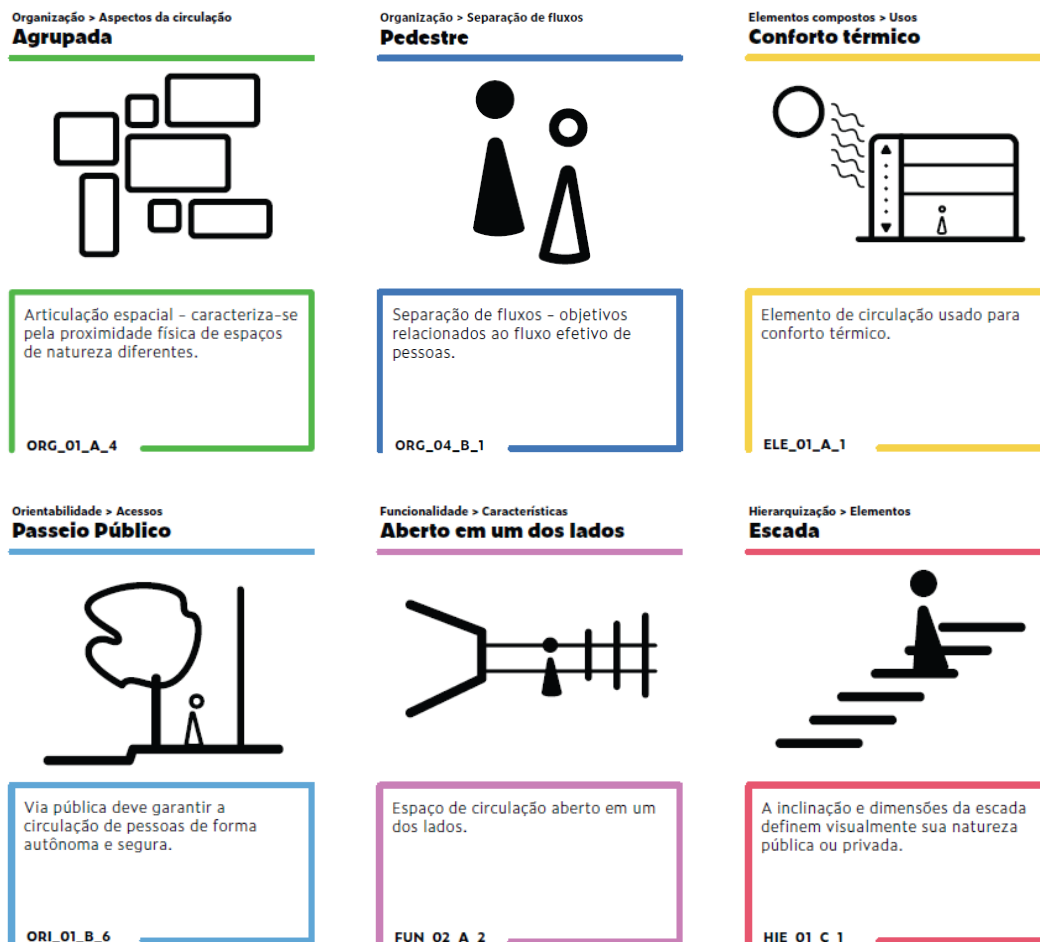 Organização > Aspectos da circulação
Agrupada
Articulação espacial – caracteriza-se
pela proximidade física de espaços
de natureza diferentes.
ORG_01_A_4
Organização > Separação de fluxos
Pedestre
Separação de fluxos – objetivos
relacionados ao fluxo efetivo de
pessoas.
ORG_04_B_1
Elementos compostos > Usos
Conforto térmico
Elemento de circulação usado para
conforto térmico.
ELE_01_A_1
Orientabilidade > Acessos
Passeio Público
Via pública deve garantir a
circulação de pessoas de forma
autônoma e segura.
ORI_01_B_6
Funcionalidade > Características
Aberto em um dos lados
Espaço de circulação aberto em um
dos lados.
FUN_02_A_2
Hierarquização > Elementos
Escada
A inclinação e dimensões da escada
definem visualmente sua natureza
pública ou privada.
HIE_01_C_1